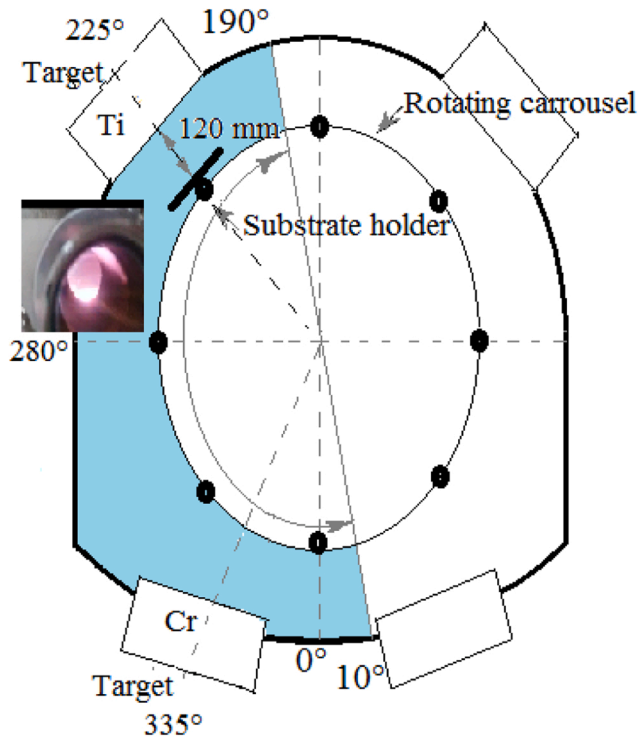 225°
190°
Target
Ti
120 mm
Rotating carrousel
Substrate holder
280°
Cr
0°
10°
Target
335°